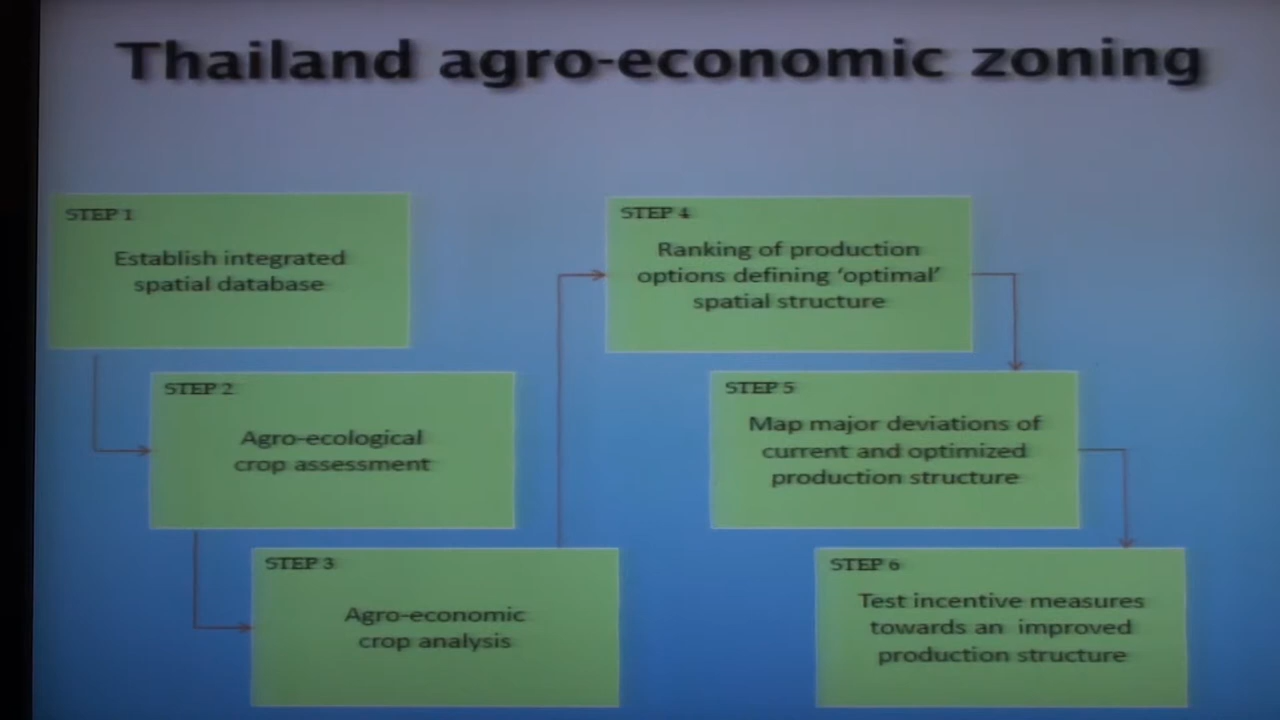 Thailand agro-economic zoning
STEP 1
Establish integrated
spatial database
STEP 2
Agro-ecological
crop assessment
STEP 3
Agro-economic
crop analysis
STEP 4
Ranking of production
options defining ‘optimal’
spatial structure
STEP 5
Map major deviations of
current and optimized
production structure
STEP 6
Test incentive measures
towards an improved
production structure